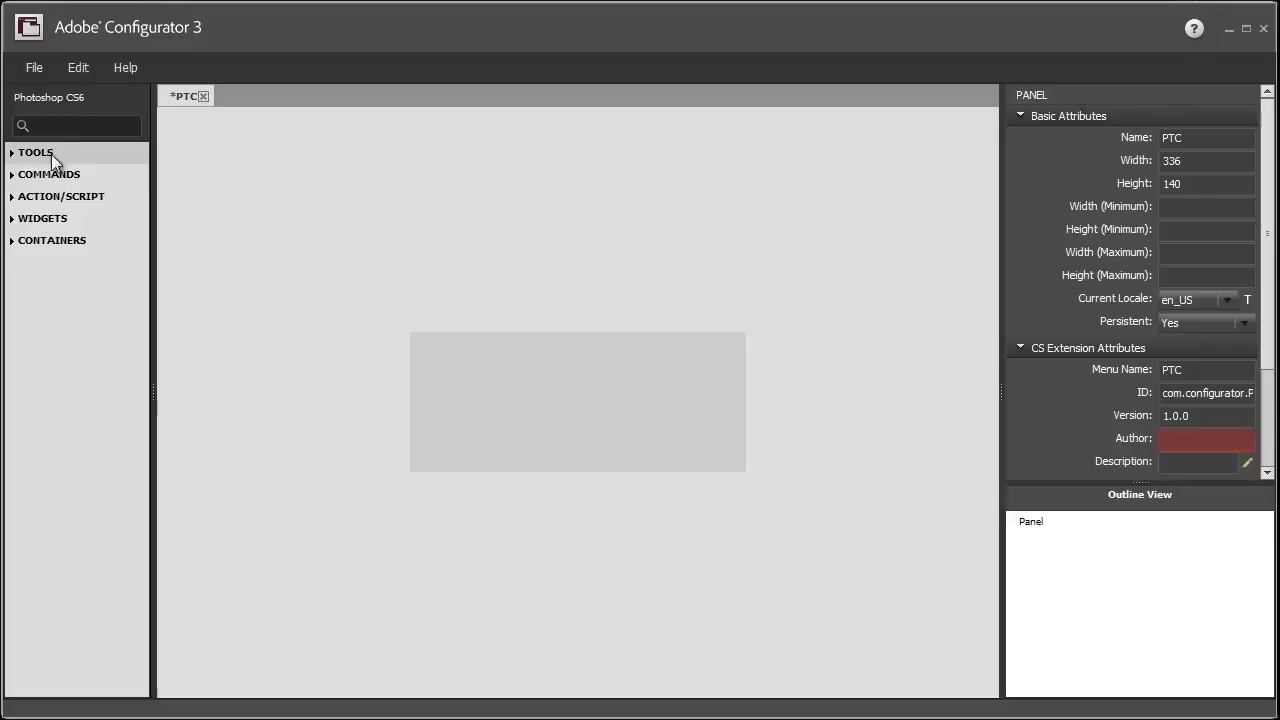 Adobe® Configurator 3
?
File Edit Help
Photoshop CS6
*PTC
PANEL
TOOLS
COMMANDS
ACTION/SCRIPT
WIDGETS
CONTAINERS
Basic Attributes
Name: PTC
Width: 336
Height: 140
Width (Minimum):
Height (Minimum):
Width (Maximum):
Height (Maximum):
Current Locale: en_US T
Persistent: Yes
CS Extension Attributes
Menu Name: PTC
ID: com.configurator.P
Version: 1.0.0
Author:
Description:
Outline View
Panel